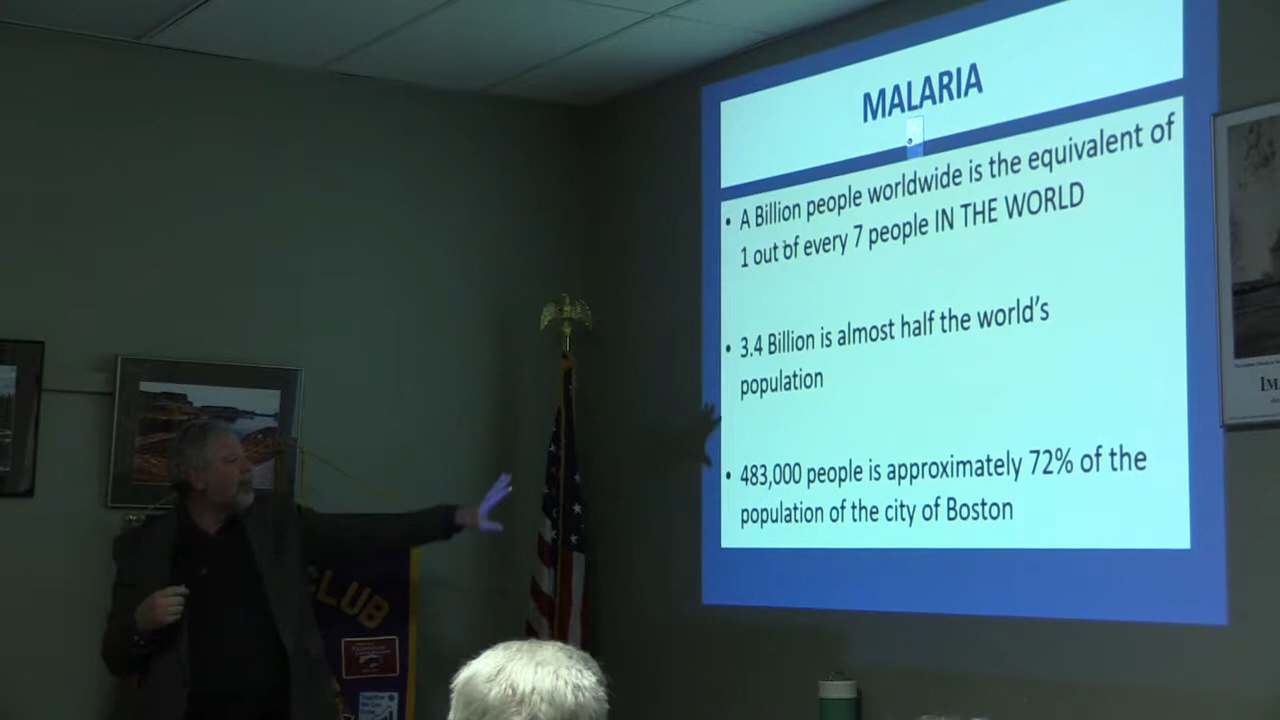 MALARIA
• A Billion people worldwide is the equivalent of
1 out of every 7 people IN THE WORLD
• 3.4 Billion is almost half the world's
population
• 483,000 people is approximately 72% of the
population of the city of Boston
CLUB